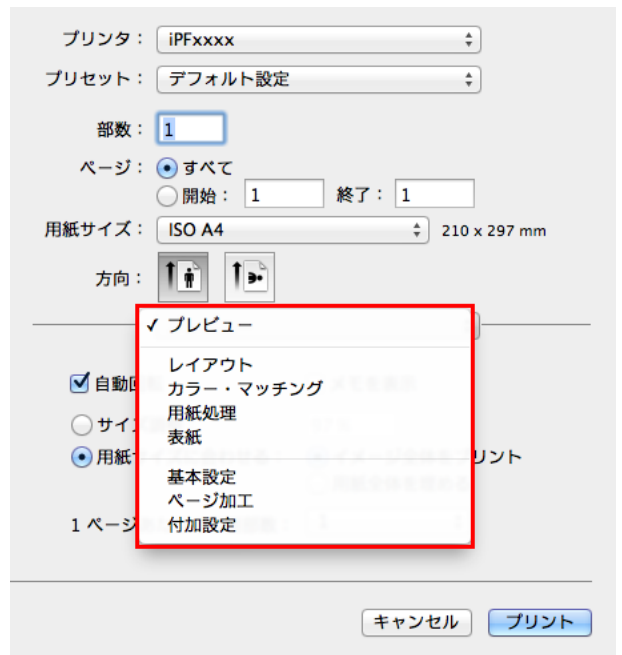 プリンタ： iPFxxxx
プリセット： デフォルト設定
部数： 1
ページ： すべて
開始： 1 終了： 1
用紙サイズ： ISO A4 210 x 297 mm
方向：
✓ プレビュー
レイアウト
カラー・マッチング
用紙処理
表紙
基本設定
ページ加工
付加設定
自動
サイ
用紙 リント
1 ページ
キャンセル プリント